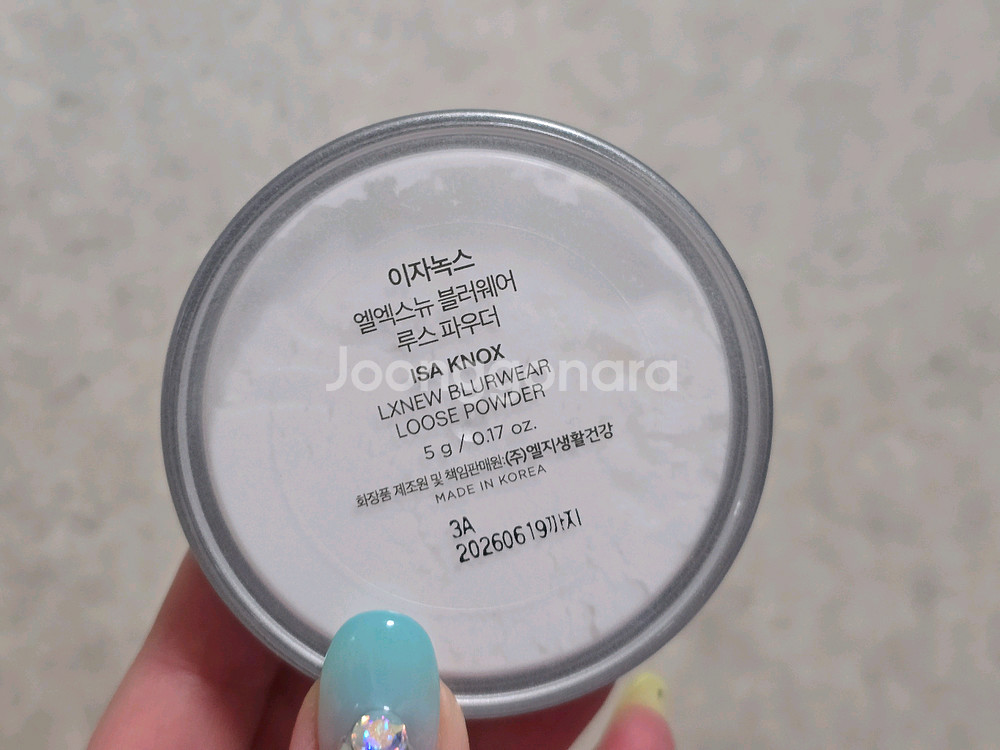 이자녹스
엘엑스뉴 블러웨어
루스 파우더
ISA KNOX
LXNEW BLURWEAR
LOOSE POWDER
5 g / 0.17 oz.
화장품 제조원 및 책임판매원:(주)엘지생활건강
MADE IN KOREA
3A
20260619까지
Joongonara